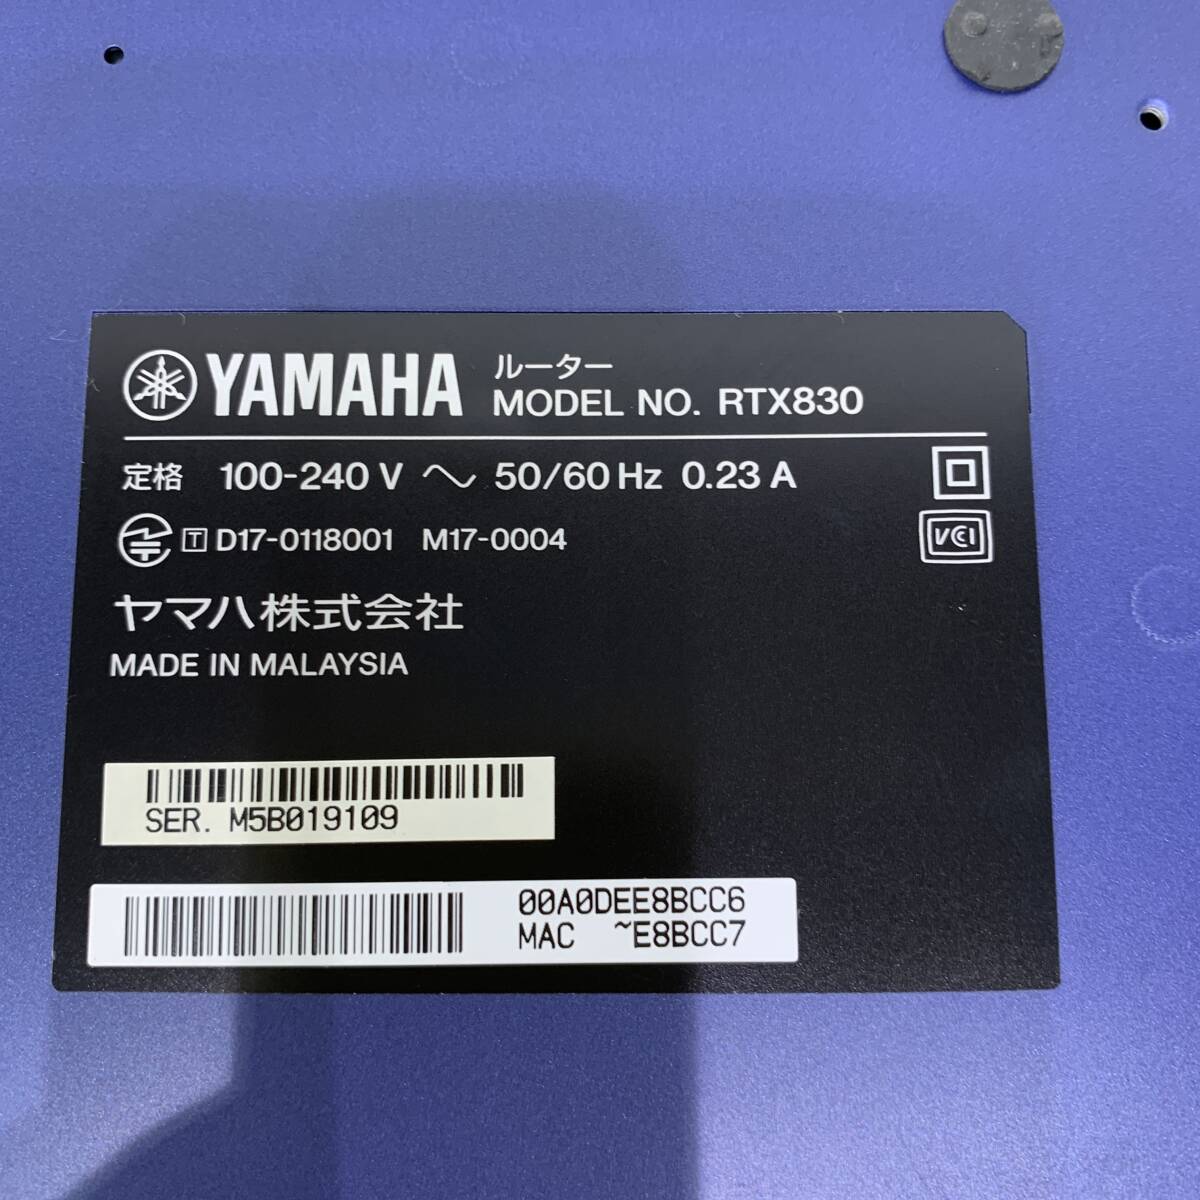 YAMAHA
ルーター
MODEL NO. RTX830
定格 100-240 V ～ 50/60 Hz 0.23 A
T D17-0118001 M17-0004
VCI
ヤマハ株式会社
MADE IN MALAYSIA
SER. M5B019109
00A0DEE8BCC6
MAC ~E8BCC7